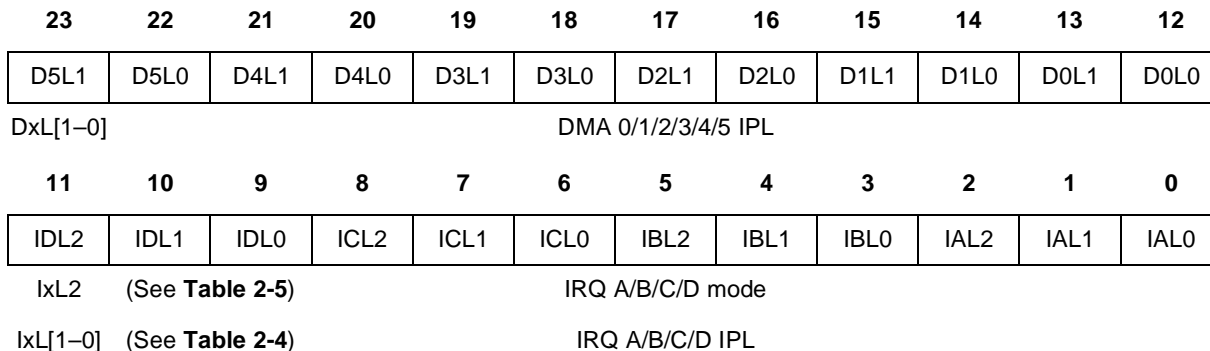 23 22 21 20 19 18 17 16 15 14 13 12
D5L1 D5L0 D4L1 D4L0 D3L1 D3L0 D2L1 D2L0 D1L1 D1L0 D0L1 D0L0
DxL[1–0] DMA 0/1/2/3/4/5 IPL
11 10 9 8 7 6 5 4 3 2 1 0
IDL2 IDL1 IDL0 ICL2 ICL1 ICL0 IBL2 IBL1 IBL0 IAL2 IAL1 IAL0
IxL2 (See Table 2-5) IRQ A/B/C/D mode
IxL[1–0] (See Table 2-4) IRQ A/B/C/D IPL